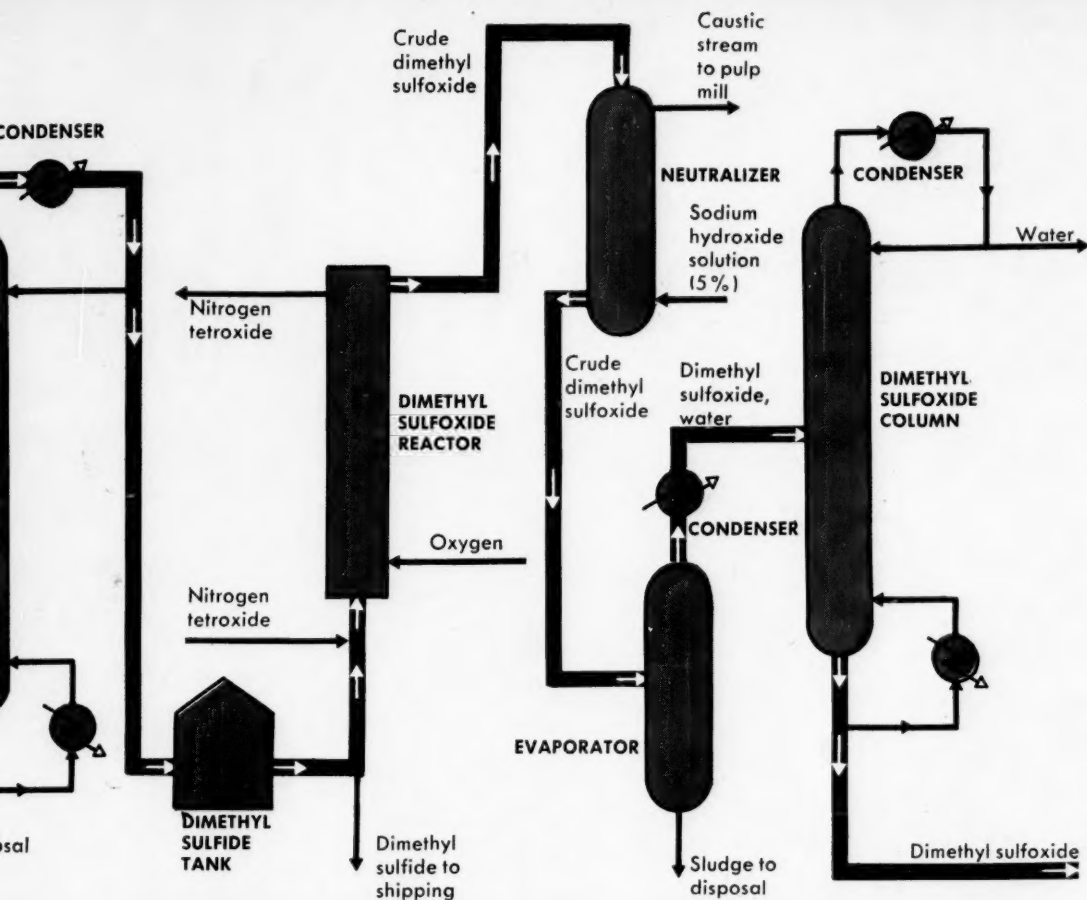 Crude
dimethyl
sulfoxide
Caustic
stream
to pulp
mill
CONDENSER
NEUTRALIZER
CONDENSER
Sodium
hydroxide
solution
(5%)
Water
Nitrogen
tetroxide
Crude
dimethyl
sulfoxide
Dimethyl
sulfoxide,
water
DIMETHYL
SULFOXIDE
COLUMN
DIMETHYL
SULFOXIDE
REACTOR
CONDENSER
Oxygen
Nitrogen
tetroxide
EVAPORATOR
DIMETHYL
SULFIDE
TANK
Dimethyl
sulfide to
shipping
Sludge to
disposal
Dimethyl sulfoxide